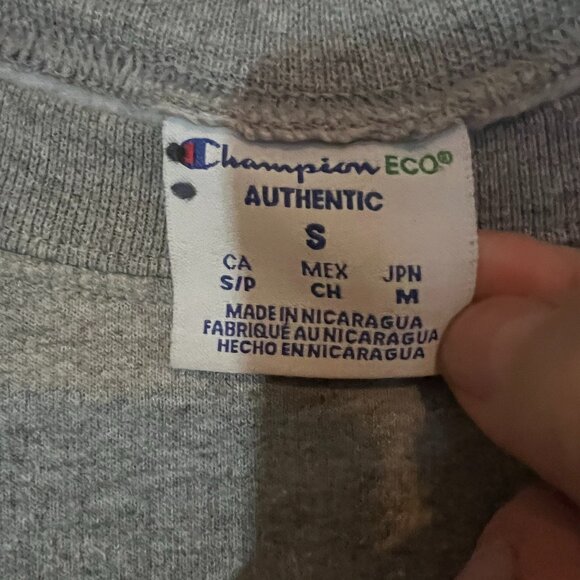 Champion ECO®
AUTHENTIC
S
CA MEX JPN
S/P CH M
MADE IN NICARAGUA
FABRIQUÉ AU NICARAGUA
HECHO EN NICARAGUA